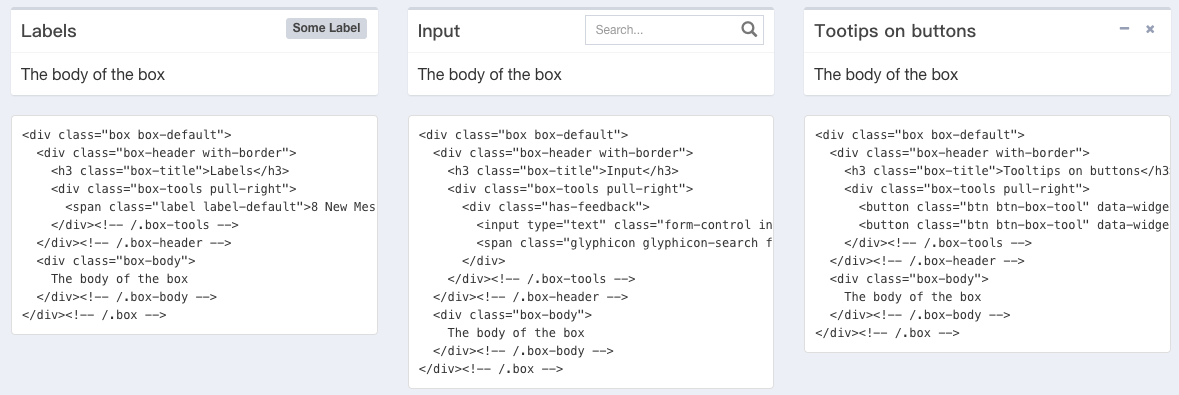 Labels
Some Label
The body of the box
<div class="box box-default">
  <div class="box-header with-border">
    <h3 class="box-title">Labels</h3>
    <div class="box-tools pull-right">
      <span class="label label-default">8 New Mes
    </div><!-- /.box-tools -->
  </div><!-- /.box-header -->
  <div class="box-body">
    The body of the box
  </div><!-- /.box-body -->
</div><!-- /.box -->
Input
Search...
The body of the box
<div class="box box-default">
  <div class="box-header with-border">
    <h3 class="box-title">Input</h3>
    <div class="box-tools pull-right">
      <div class="has-feedback">
        <input type="text" class="form-control in
        <span class="glyphicon glyphicon-search f
      </div>
    </div><!-- /.box-tools -->
  </div><!-- /.box-header -->
  <div class="box-body">
    The body of the box
  </div><!-- /.box-body -->
</div><!-- /.box -->
Tootips on buttons
The body of the box
<div class="box box-default">
  <div class="box-header with-border">
    <h3 class="box-title">Tooltips on buttons</h3
    <div class="box-tools pull-right">
      <button class="btn btn-box-tool" data-widge
      <button class="btn btn-box-tool" data-widge
    </div><!-- /.box-tools -->
  </div><!-- /.box-header -->
  <div class="box-body">
    The body of the box
  </div><!-- /.box-body -->
</div><!-- /.box -->